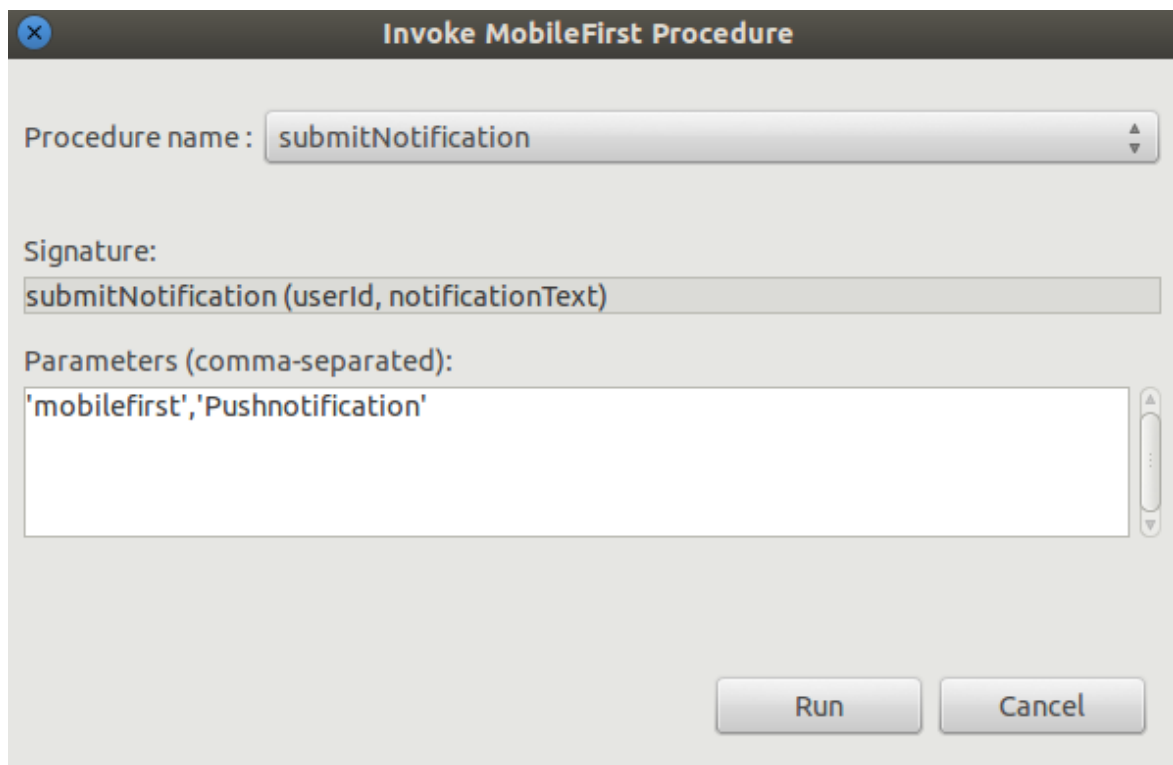 Invoke MobileFirst Procedure
Procedure name : submitNotification
Signature:
submitNotification (userId, notificationText)
Parameters (comma-separated):
'mobilefirst','Pushnotification'
Run Cancel